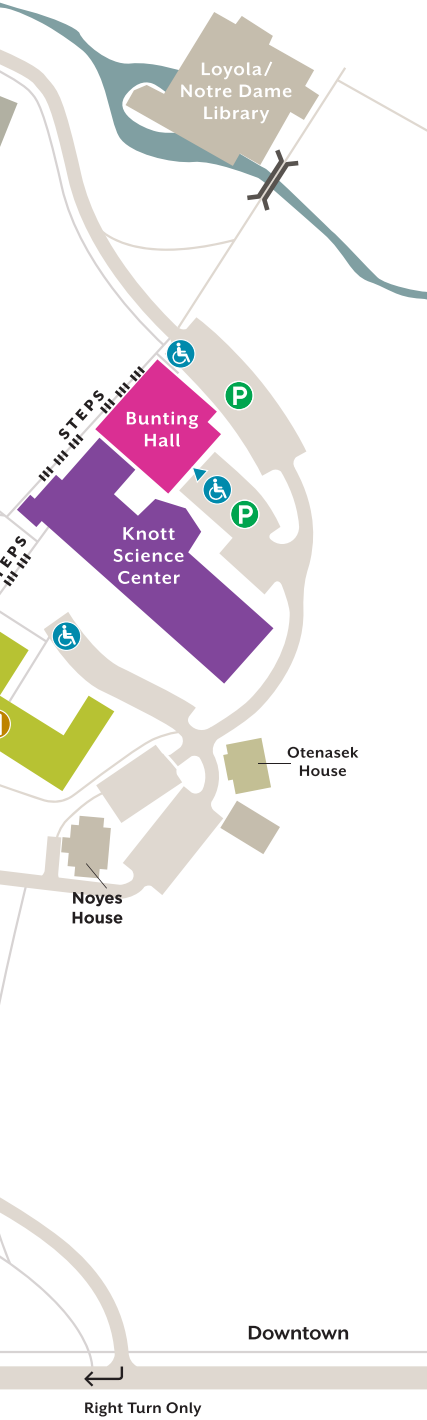 Loyola/
Notre Dame
Library
STEPS
P
Bunting
Hall
P
Knott
Science
Center
Otenasek
House
Noyes
House
Downtown
Right Turn Only